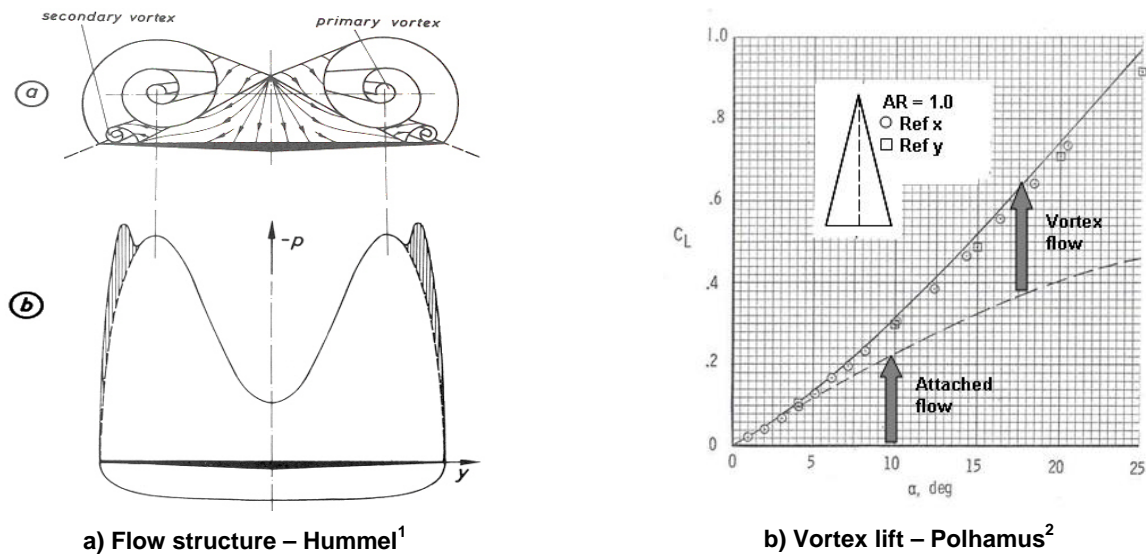 secondary vortex
primary vortex
a
-p
b
y
a) Flow structure – Hummel¹
1.0
.8
.6
C_L
.4
.2
0
AR = 1.0
Ref x
Ref y
Vortex
flow
Attached
flow
0 5 10 15 20 25
α, deg
b) Vortex lift – Polhamus²